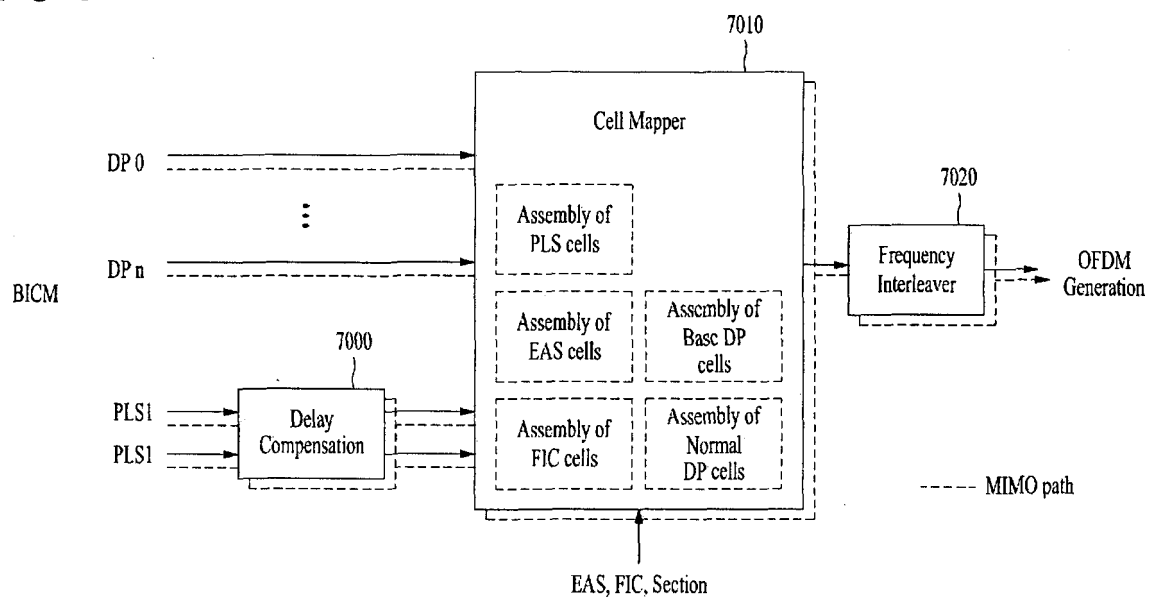 7010
Cell Mapper
DP 0
7020
Assembly of
PLS cells
Frequency
Interleaver
OFDM
Generation
DP n
BICM
Assembly of
EAS cells
Assembly of
Base DP
cells
7000
PLS1
Delay
Compensation
PLS1
Assembly of
FIC cells
Assembly of
Normal
DP cells
MIMO path
EAS, FIC, Section